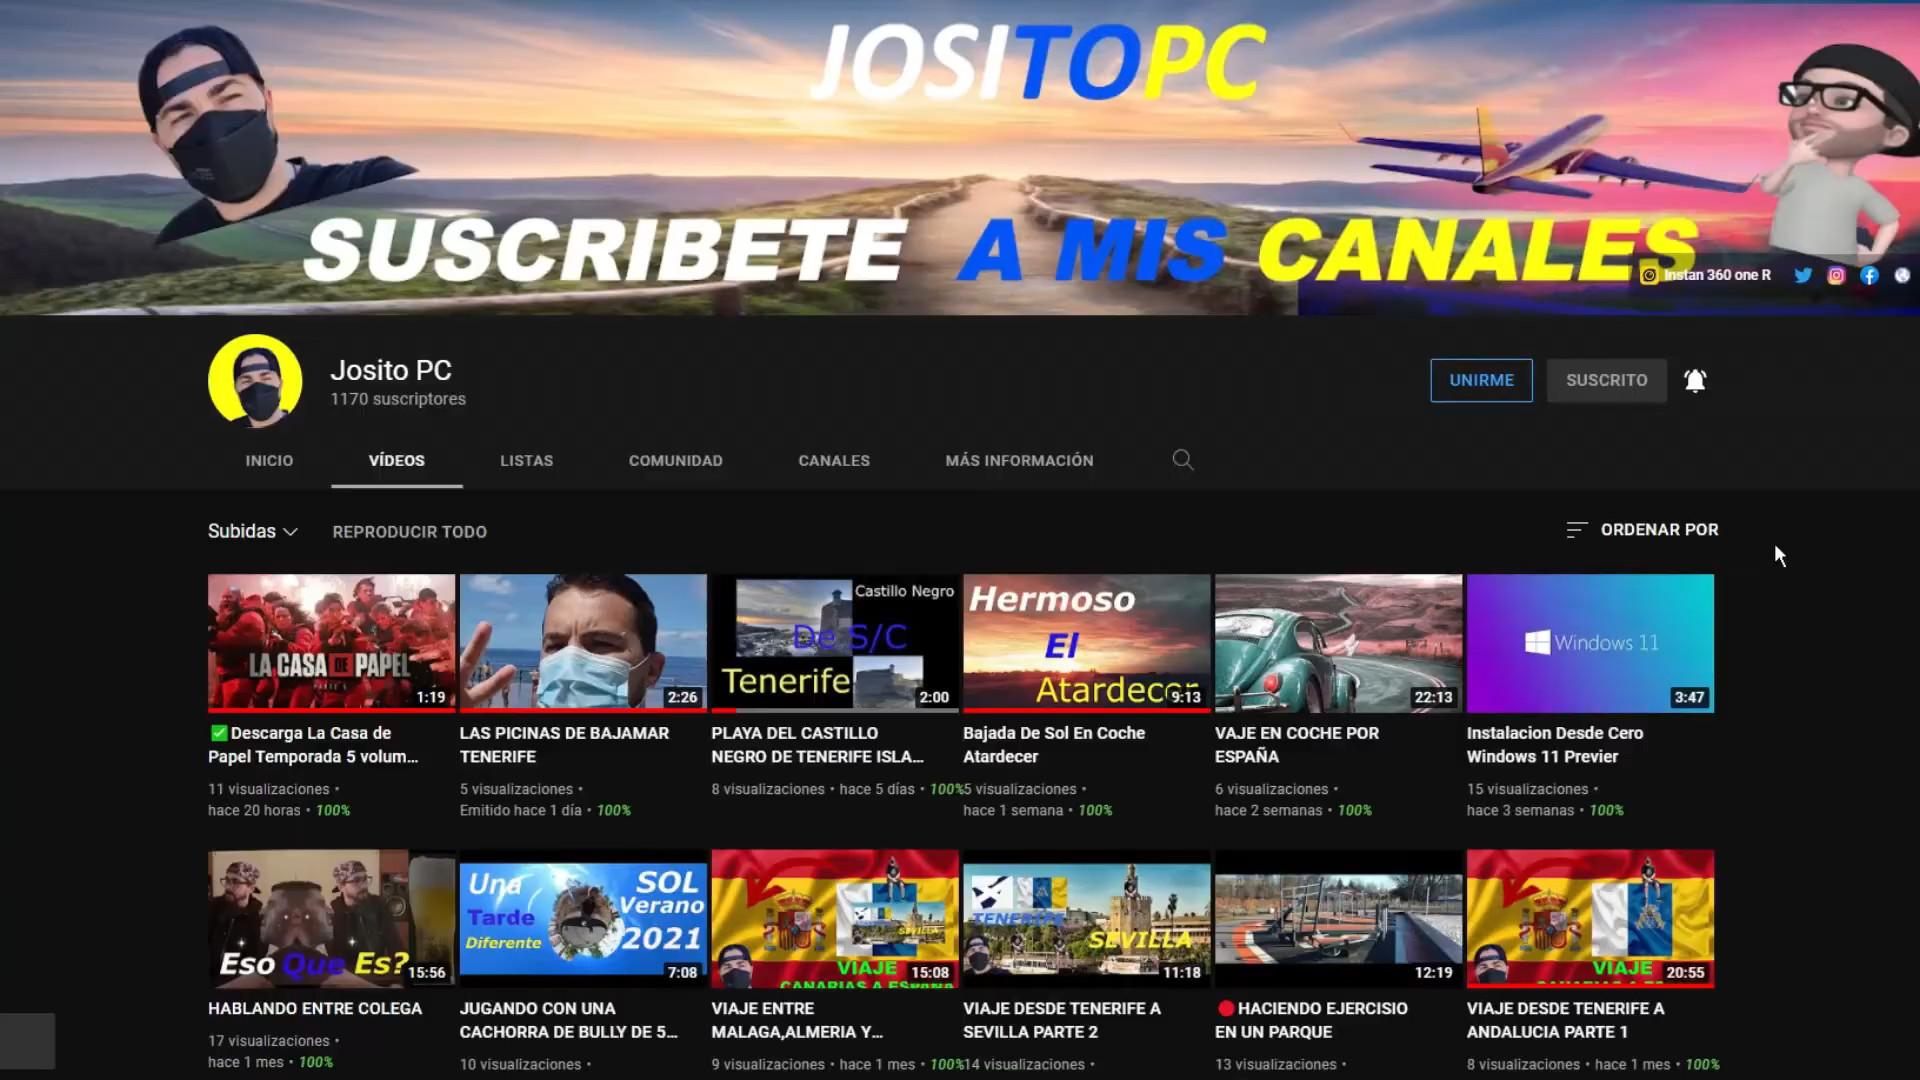 JOSITOPC
SUSCRIBETE A MIS CANALES
Instan 360 one R
Josito PC
1170 suscriptores
UNIRME
SUSCRITO
INICIO
VÍDEOS
LISTAS
COMUNIDAD
CANALES
MÁS INFORMACIÓN
Subidas
REPRODUCIR TODO
ORDENAR POR
LA CASA DE PAPEL
PARTE 5
1:19
2:26
Castillo Negro
De S/C
Tenerife
2:00
Hermoso
El
Atardecer
9:13
22:13
Windows 11
3:47
✅Descarga La Casa de
Papel Temporada 5 volum...
11 visualizaciones •
hace 20 horas • 100%
LAS PICINAS DE BAJAMAR
TENERIFE
5 visualizaciones •
Emitido hace 1 día • 100%
PLAYA DEL CASTILLO
NEGRO DE TENERIFE ISLA...
8 visualizaciones • hace 5 días • 100%
Bajada De Sol En Coche
Atardecer
5 visualizaciones •
hace 1 semana • 100%
VAJE EN COCHE POR
ESPAÑA
6 visualizaciones •
hace 2 semanas • 100%
Instalacion Desde Cero
Windows 11 Previer
15 visualizaciones •
hace 3 semanas • 100%
Eso Que Es?
15:56
Una
Tarde
Diferente
SOL
Verano
2021
7:08
SEVILLA
VIAJE
CANARIAS A ESPAÑA
15:08
TENERIFE
SEVILLA
11:18
12:19
VIAJE
20:55
HABLANDO ENTRE COLEGA
17 visualizaciones •
hace 1 mes • 100%
JUGANDO CON UNA
CACHORRA DE BULLY DE 5...
10 visualizaciones •
VIAJE ENTRE
MALAGA,ALMERIA Y...
9 visualizaciones • hace 1 mes • 100%
VIAJE DESDE TENERIFE A
SEVILLA PARTE 2
14 visualizaciones •
🔴HACIENDO EJERCISIO
EN UN PARQUE
13 visualizaciones •
VIAJE DESDE TENERIFE A
ANDALUCIA PARTE 1
8 visualizaciones • hace 1 mes • 100%